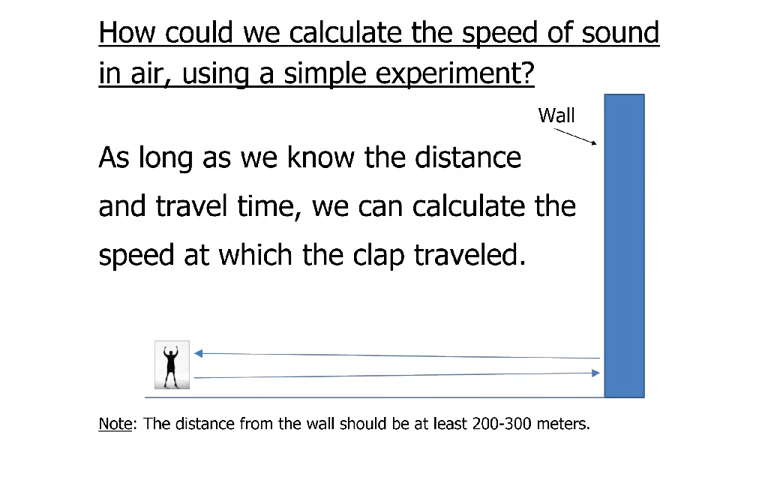 How could we calculate the speed of sound
in air, using a simple experiment?
Wall
As long as we know the distance
and travel time, we can calculate the
speed at which the clap traveled.
Note: The distance from the wall should be at least 200-300 meters.